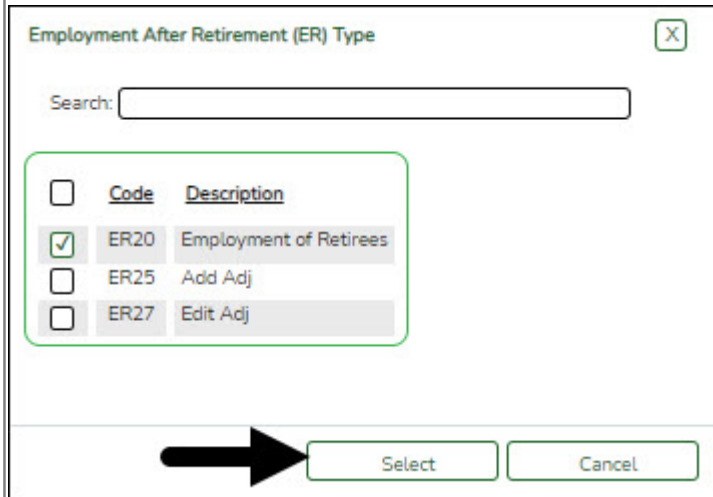 Employment After Retirement (ER) Type X
Search:
Code Description
ER20 Employment of Retirees
ER25 Add Adj
ER27 Edit Adj
Select Cancel